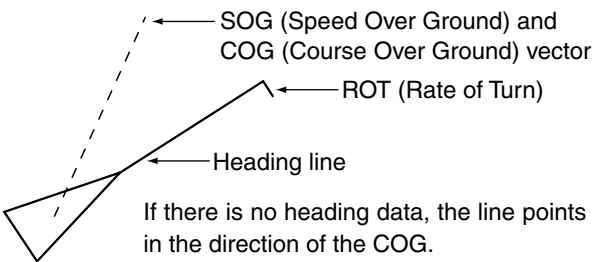 SOG (Speed Over Ground) and
COG (Course Over Ground) vector
ROT (Rate of Turn)
Heading line
If there is no heading data, the line points
in the direction of the COG.